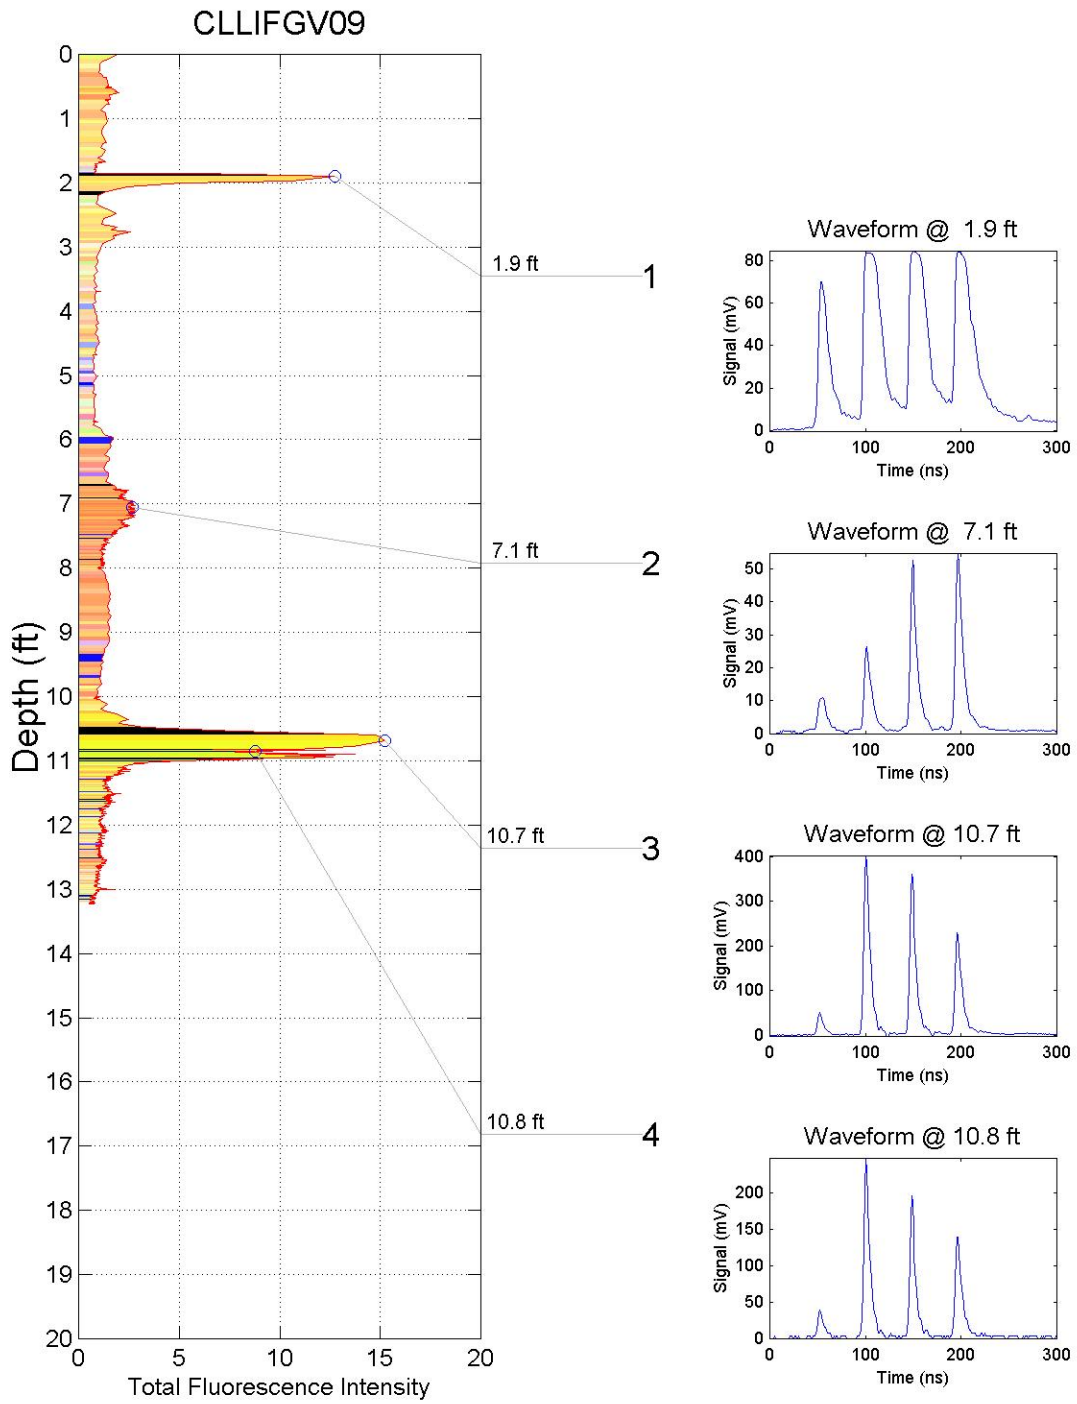 CLLIFGV09
0
1
2
3
4
5
6
7
8
9
10
11
12
13
14
15
16
17
18
19
20
Depth (ft)
0 5 10 15 20
Total Fluorescence Intensity
1.9 ft 1
7.1 ft 2
10.7 ft 3
10.8 ft 4
Waveform @ 1.9 ft
80
60
40
20
0
Signal (mV)
0 100 200 300
Time (ns)
Waveform @ 7.1 ft
50
40
30
20
10
0
Signal (mV)
0 100 200 300
Time (ns)
Waveform @ 10.7 ft
400
300
200
100
0
Signal (mV)
0 100 200 300
Time (ns)
Waveform @ 10.8 ft
200
150
100
50
0
Signal (mV)
0 100 200 300
Time (ns)